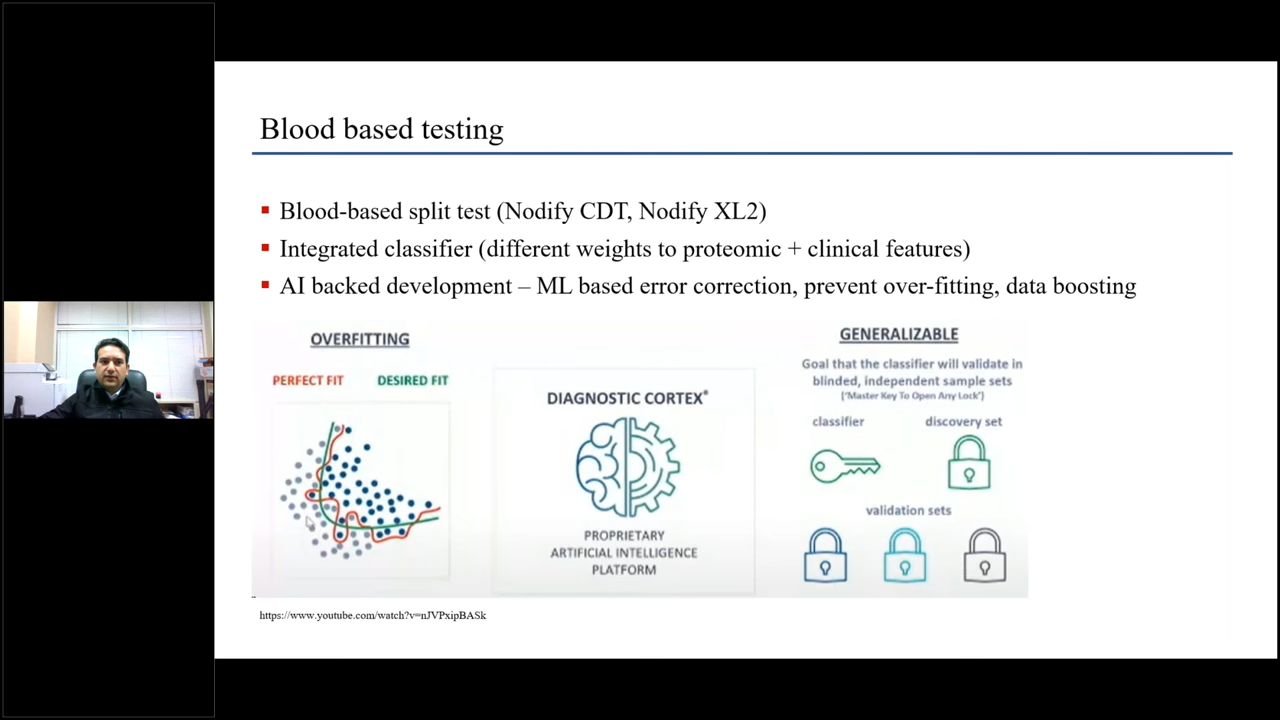 Blood based testing
Blood-based split test (Nodify CDT, Nodify XL2)
Integrated classifier (different weights to proteomic + clinical features)
AI backed development – ML based error correction, prevent over-fitting, data boosting
OVERFITTING
PERFECT FIT DESIRED FIT
DIAGNOSTIC CORTEX®
PROPRIETARY
ARTIFICIAL INTELLIGENCE
PLATFORM
GENERALIZABLE
Goal that the classifier will validate in
blinded, independent sample sets
('Master Key To Open Any Lock')
classifier discovery set
validation sets
https://www.youtube.com/watch?v=nJVPxipBASk